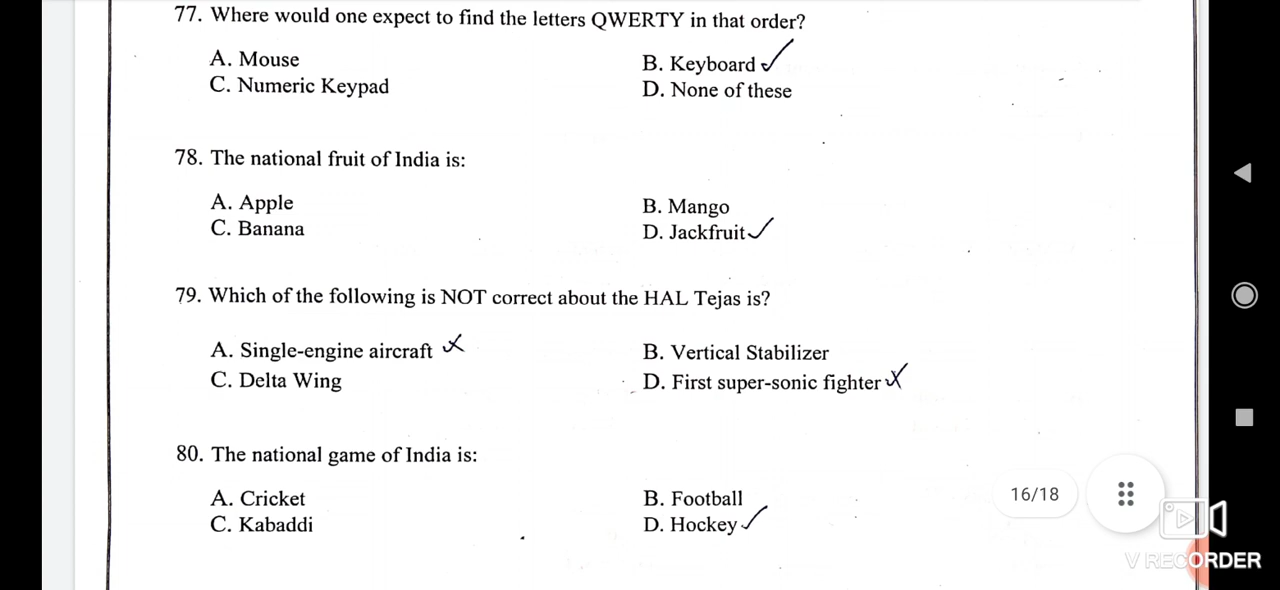 77. Where would one expect to find the letters QWERTY in that order?
A. Mouse B. Keyboard
C. Numeric Keypad D. None of these
78. The national fruit of India is:
A. Apple B. Mango
C. Banana D. Jackfruit
79. Which of the following is NOT correct about the HAL Tejas is?
A. Single-engine aircraft B. Vertical Stabilizer
C. Delta Wing D. First super-sonic fighter
80. The national game of India is:
A. Cricket B. Football
C. Kabaddi D. Hockey
16/18
V RECORDER